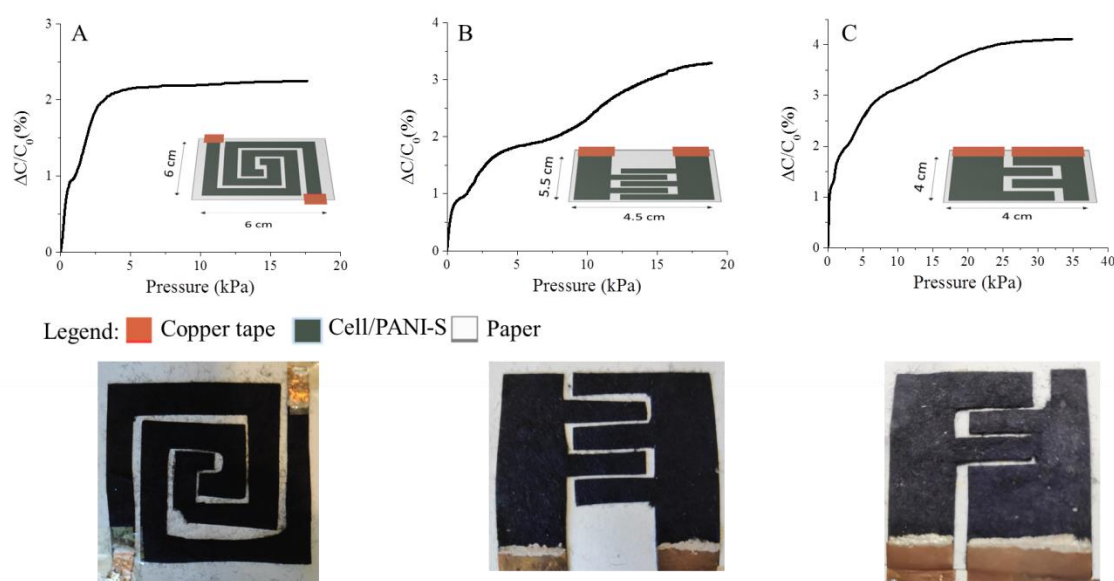 A
B
C
3
2
1
0
ΔC/C₀(%)
6 cm
6 cm
0 5 10 15 20
Pressure (kPa)
4
3
2
1
0
ΔC/C₀(%)
5.5 cm
4.5 cm
0 5 10 15 20
Pressure (kPa)
4
3
2
1
0
ΔC/C₀(%)
4 cm
4 cm
0 5 10 15 20 25 30 35 40
Pressure (kPa)
Legend: Copper tape Cell/PANI-S Paper